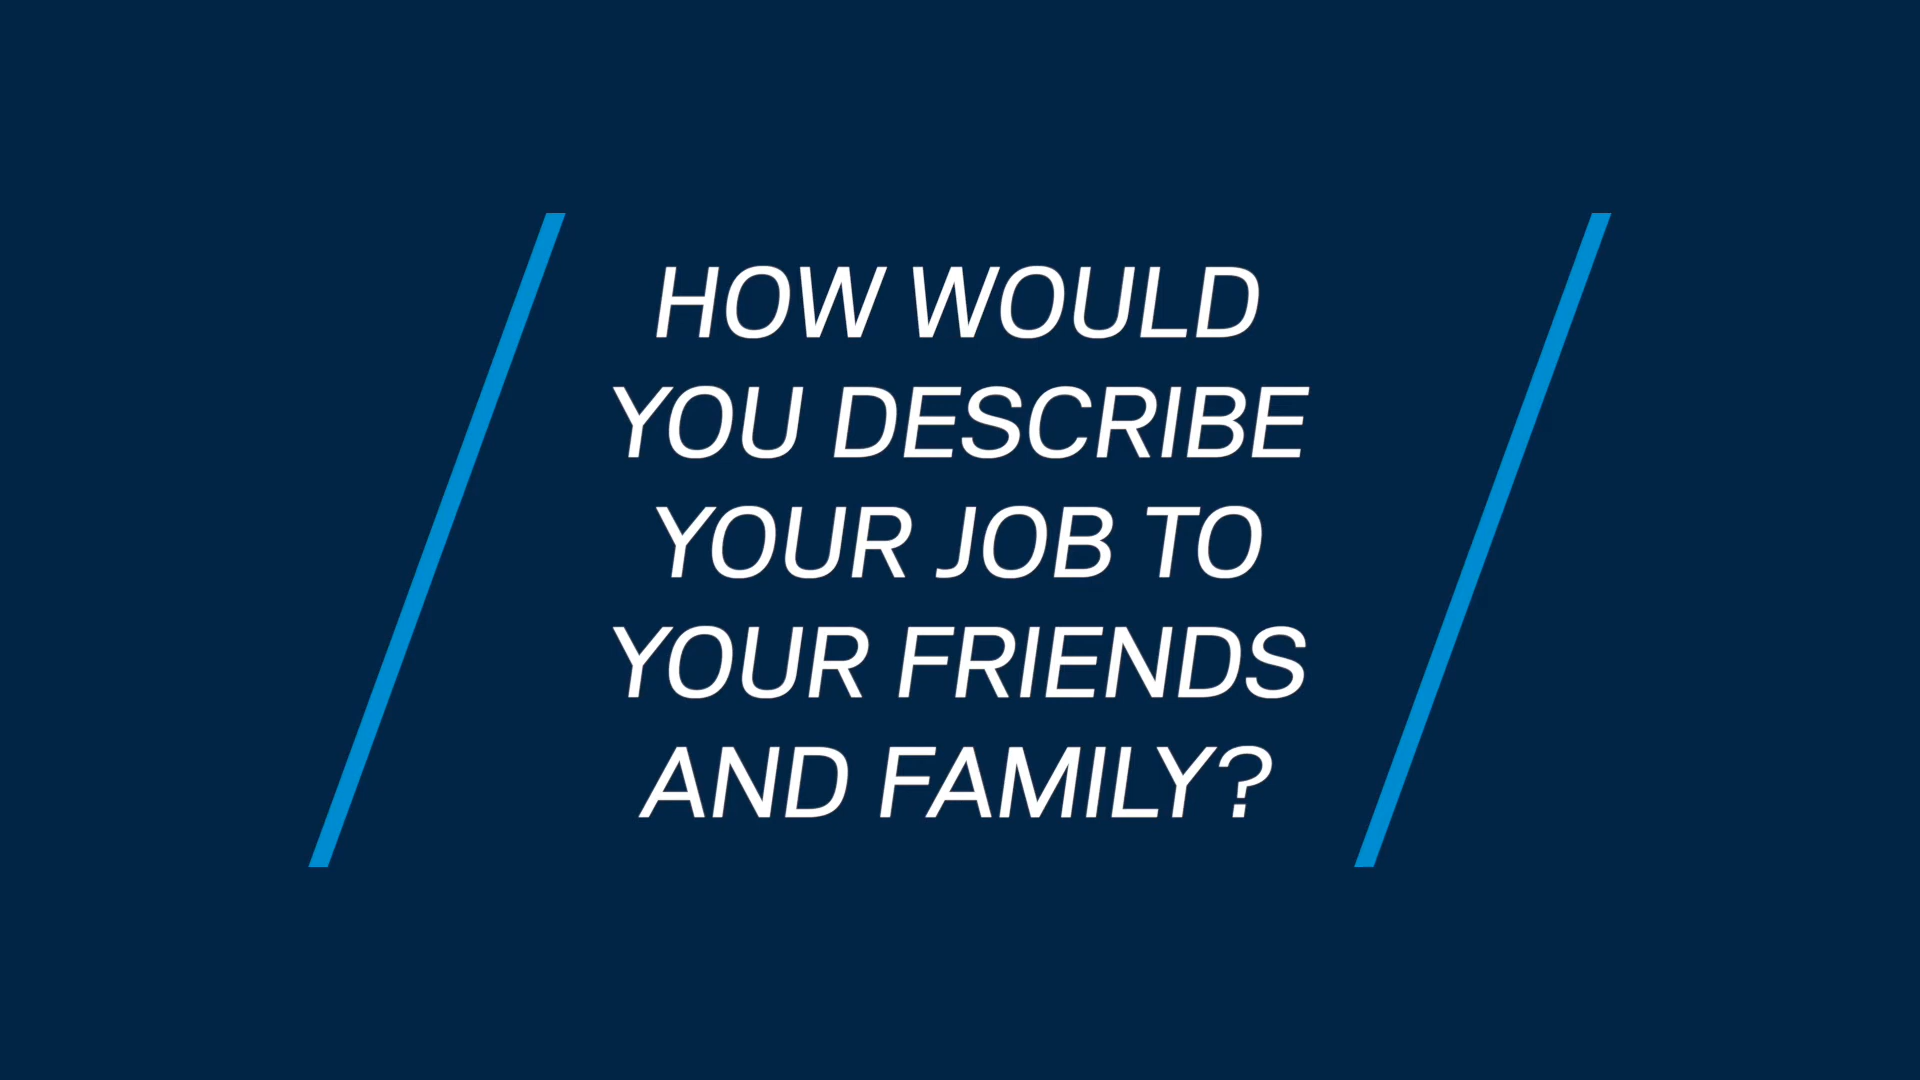 HOW WOULD
YOU DESCRIBE
YOUR JOB TO
YOUR FRIENDS
AND FAMILY?